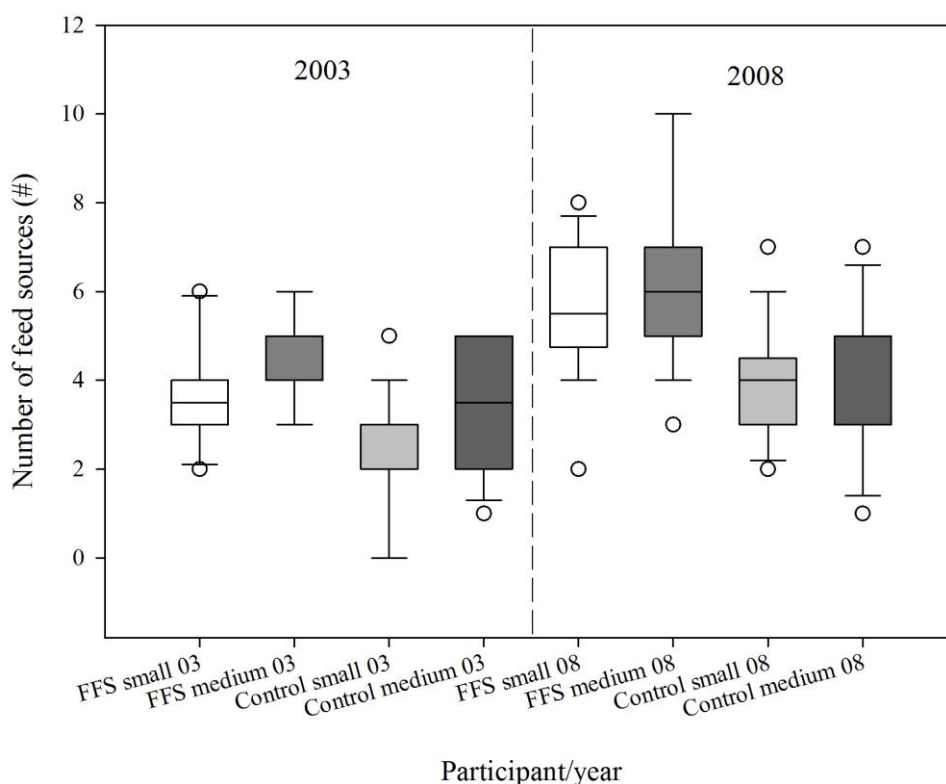 2003
2008
Number of feed sources (#)
12
10
8
6
4
2
0
FFS small 03
FFS medium 03
Control small 03
Control medium 03
FFS small 08
FFS medium 08
Control small 08
Control medium 08
Participant/year